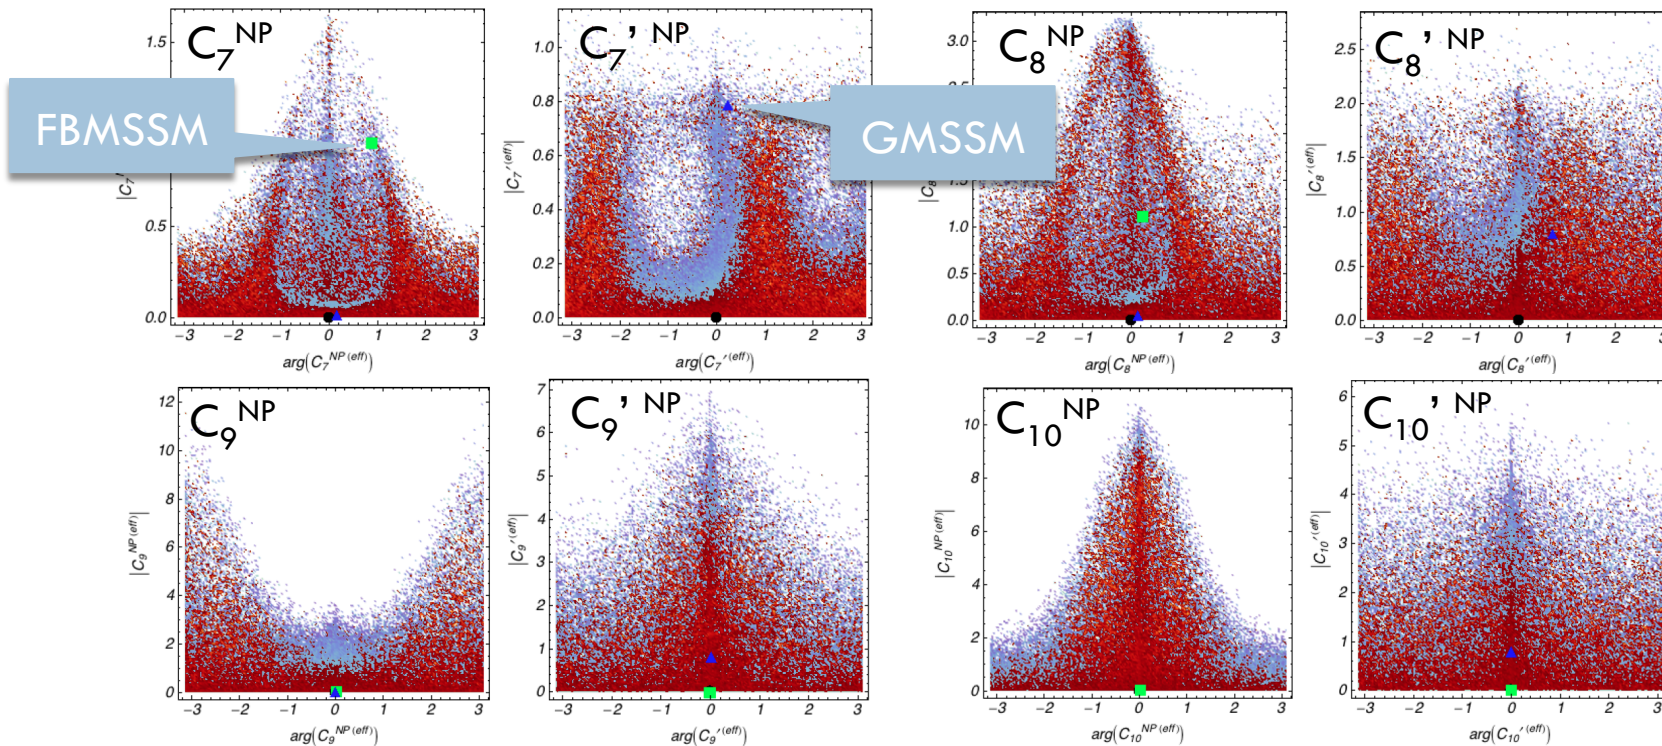 C7NP
C7' NP
C8NP
C8' NP
FBMSSM
GMSSM
1.5
0.5
0.0
−3 −2 −1 0 1 2 3
arg(C7NP(eff))
|C7'(eff)|
1.0
0.8
0.6
0.4
0.2
0.0
−3 −2 −1 0 1 2 3
arg(C7'(eff))
3.0
1.5
1.0
0.5
0.0
−3 −2 −1 0 1 2 3
arg(C8NP(eff))
|C8'(eff)|
2.5
2.0
1.5
1.0
0.5
0.0
−3 −2 −1 0 1 2 3
arg(C8'(eff))
C9NP
C9' NP
C10NP
C10' NP
|C9NP(eff)|
12
10
8
6
4
2
0
−3 −2 −1 0 1 2 3
arg(C9NP(eff))
|C9'(eff)|
7
6
5
4
3
2
1
0
−3 −2 −1 0 1 2 3
arg(C9'(eff))
|C10NP(eff)|
10
8
6
4
2
0
−3 −2 −1 0 1 2 3
arg(C10NP(eff))
|C10'(eff)|
6
5
4
3
2
1
0
−3 −2 −1 0 1 2 3
arg(C10'(eff))